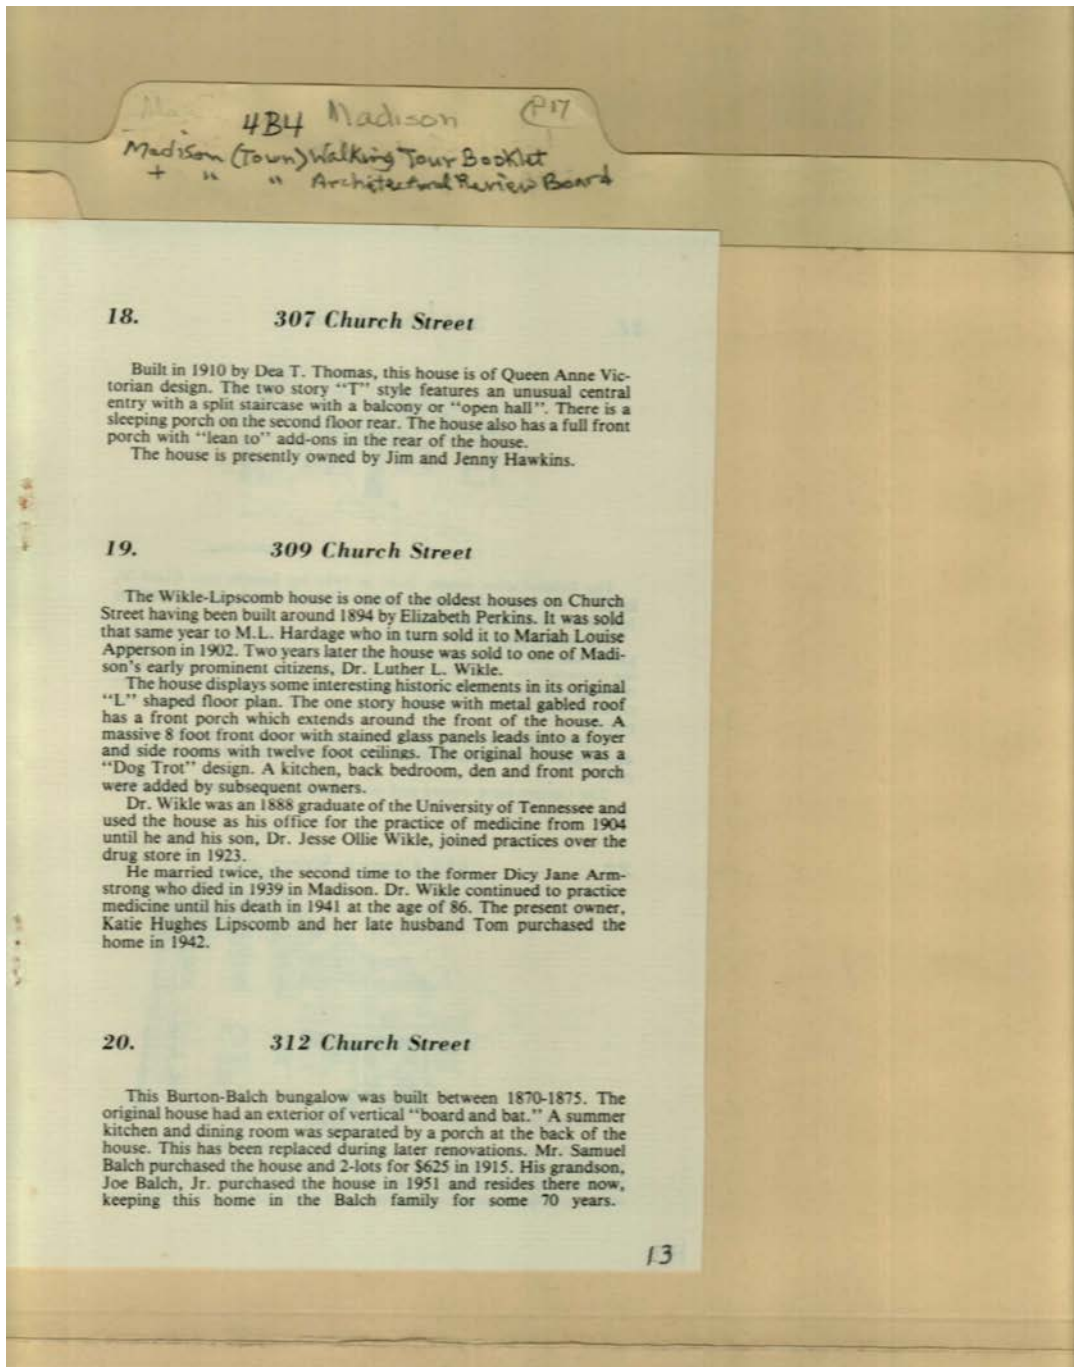 4B4 Madison P17
Madison (Town) Walking Tour Booklet
+ " " Architectural Review Board
18. 307 Church Street
Built in 1910 by Dea T. Thomas, this house is of Queen Anne Vic-
torian design. The two story "T" style features an unusual central
entry with a split staircase with a balcony or "open hall". There is a
sleeping porch on the second floor rear. The house also has a full front
porch with "lean to" add-ons in the rear of the house.
The house is presently owned by Jim and Jenny Hawkins.
19. 309 Church Street
The Wikle-Lipscomb house is one of the oldest houses on Church
Street having been built around 1894 by Elizabeth Perkins. It was sold
that same year to M.L. Hardage who in turn sold it to Mariah Louise
Apperson in 1902. Two years later the house was sold to one of Madi-
son's early prominent citizens, Dr. Luther L. Wikle.
The house displays some interesting historic elements in its original
"L" shaped floor plan. The one story house with metal gabled roof
has a front porch which extends around the front of the house. A
massive 8 foot front door with stained glass panels leads into a foyer
and side rooms with twelve foot ceilings. The original house was a
"Dog Trot" design. A kitchen, back bedroom, den and front porch
were added by subsequent owners.
Dr. Wikle was an 1888 graduate of the University of Tennessee and
used the house as his office for the practice of medicine from 1904
until he and his son, Dr. Jesse Ollie Wikle, joined practices over the
drug store in 1923.
He married twice, the second time to the former Dicy Jane Arm-
strong who died in 1939 in Madison. Dr. Wikle continued to practice
medicine until his death in 1941 at the age of 86. The present owner,
Katie Hughes Lipscomb and her late husband Tom purchased the
home in 1942.
20. 312 Church Street
This Burton-Balch bungalow was built between 1870-1875. The
original house had an exterior of vertical "board and bat." A summer
kitchen and dining room was separated by a porch at the back of the
house. This has been replaced during later renovations. Mr. Samuel
Balch purchased the house and 2-lots for $625 in 1915. His grandson,
Joe Balch, Jr. purchased the house in 1951 and resides there now,
keeping this home in the Balch family for some 70 years.
13